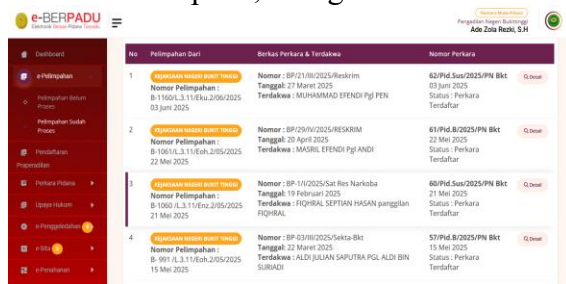 e-BERPADU
Elektronik Berkas Pidana Terpadu
Pengadilan Negeri Bukittinggi
Ade Zola Rezki, S.H
Dashboard
e-Pelimpahan
Pelimpahan Belum
Proses
Pelimpahan Sudah
Proses
Pendaftaran
Praperadilan
Perkara Pidana
Upaya Hukum
e-Penggeledahan
e-Sita
e-Penahanan
No Pelimpahan Dari Berkas Perkara & Terdakwa Nomor Perkara
1 KEJAKSAAN NEGERI BUKIT TINGGI
Nomor Pelimpahan :
B-1160/L.3.11/Eku.2/06/2025
03 Juni 2025
Nomor : BP/21/III/2025/Reskrim
Tanggal: 27 Maret 2025
Terdakwa : MUHAMMAD EFENDI Pgl PEN
62/Pid.Sus/2025/PN Bkt
03 Juni 2025
Status : Perkara
Terdaftar
Detail
2 KEJAKSAAN NEGERI BUKIT TINGGI
Nomor Pelimpahan :
B-1061/L.3.11/Eoh.2/05/2025
22 Mei 2025
Nomor : BP/29/IV/2025/RESKRIM
Tanggal: 20 April 2025
Terdakwa : MASRIL EFENDI Pgl ANDI
61/Pid.B/2025/PN Bkt
22 Mei 2025
Status : Perkara
Terdaftar
Detail
3 KEJAKSAAN NEGERI BUKIT TINGGI
Nomor Pelimpahan :
B-1060 /L.3.11/Enz.2/05/2025
21 Mei 2025
Nomor : BP-1/I/2025/Sat Res Narkoba
Tanggal: 19 Februari 2025
Terdakwa : FIQHRAL SEPTIAN HASAN panggilan
FIQHRAL
60/Pid.Sus/2025/PN Bkt
21 Mei 2025
Status : Perkara
Terdaftar
Detail
4 KEJAKSAAN NEGERI BUKIT TINGGI
Nomor Pelimpahan :
B- 991 /L.3.11/Eoh.2/05/2025
15 Mei 2025
Nomor : BP-03/III/2025/Sekta-Bkt
Tanggal: 22 Maret 2025
Terdakwa : ALDI JULIAN SAPUTRA PGL ALDI BIN
SURIADI
57/Pid.B/2025/PN Bkt
15 Mei 2025
Status : Perkara
Terdaftar
Detail